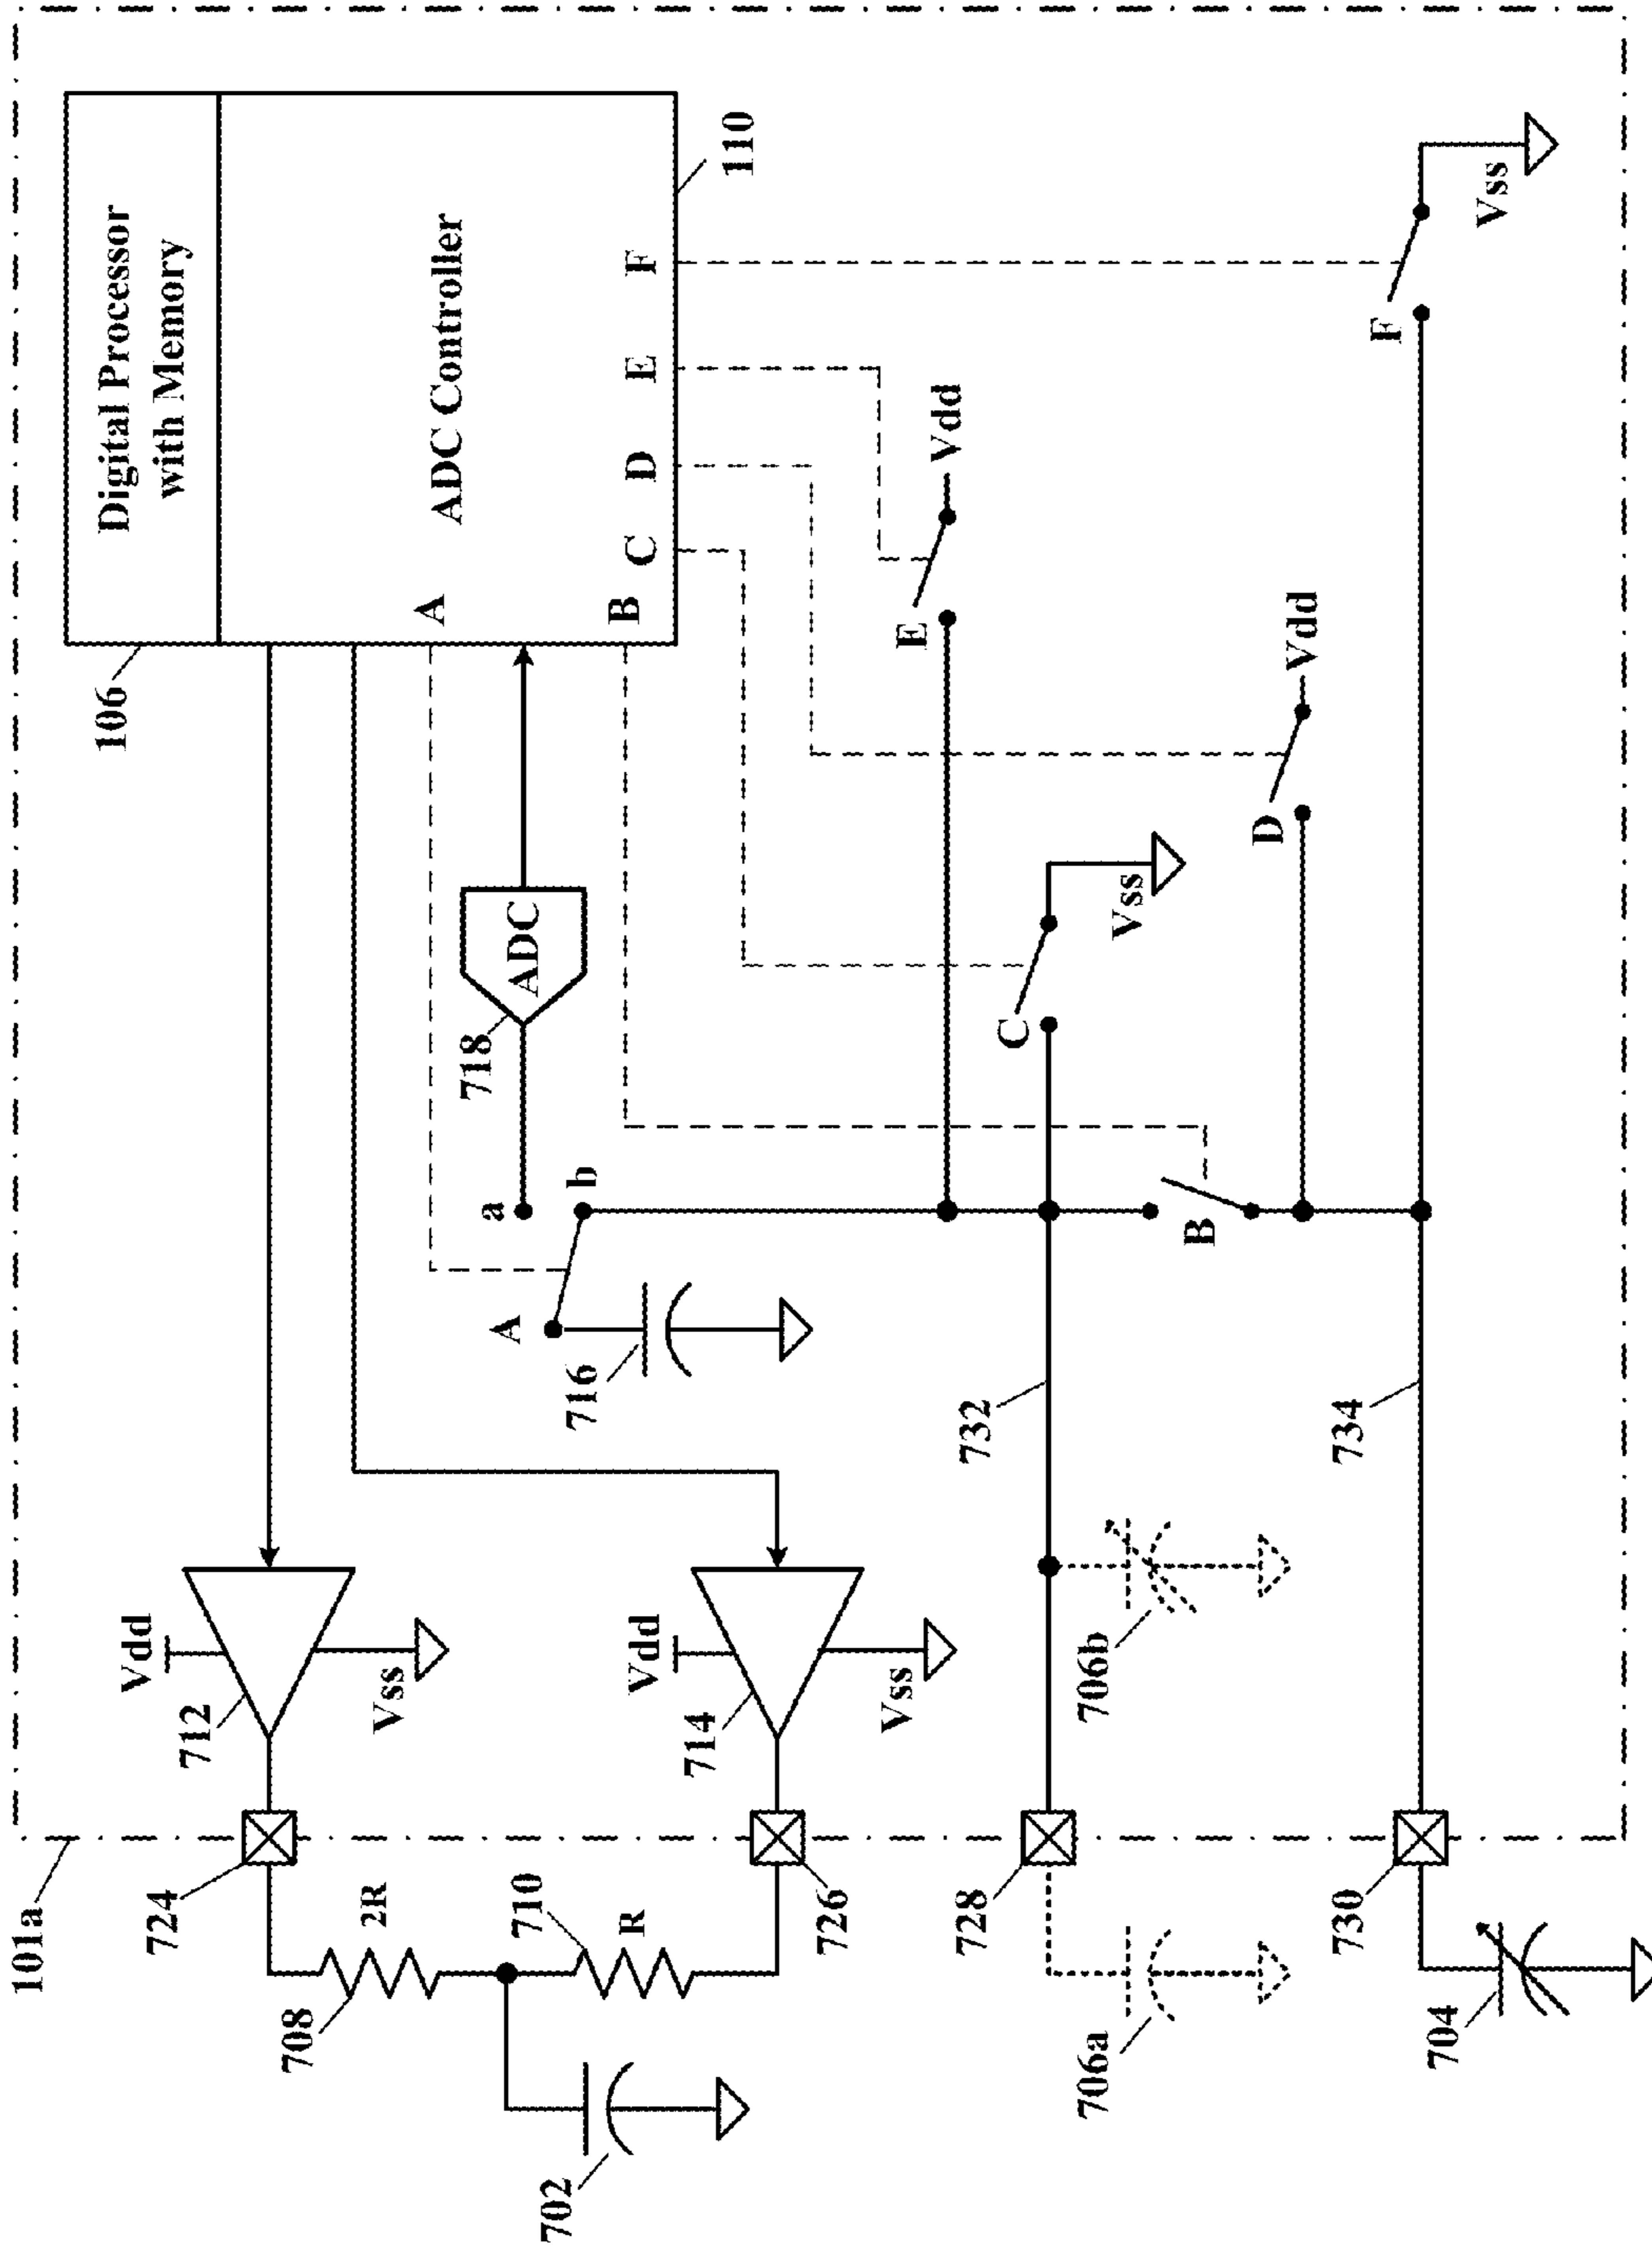 101a
106
Digital Processor
with Memory
ADC Controller
A
B
C
D
E
F
110
Vdd
712
Vss
724
2R
708
702
710
R
Vdd
714
Vss
726
718
ADC
a
b
A
716
E
Vdd
C
Vss
732
728
706a
706b
B
D
Vdd
734
730
704
F
Vss